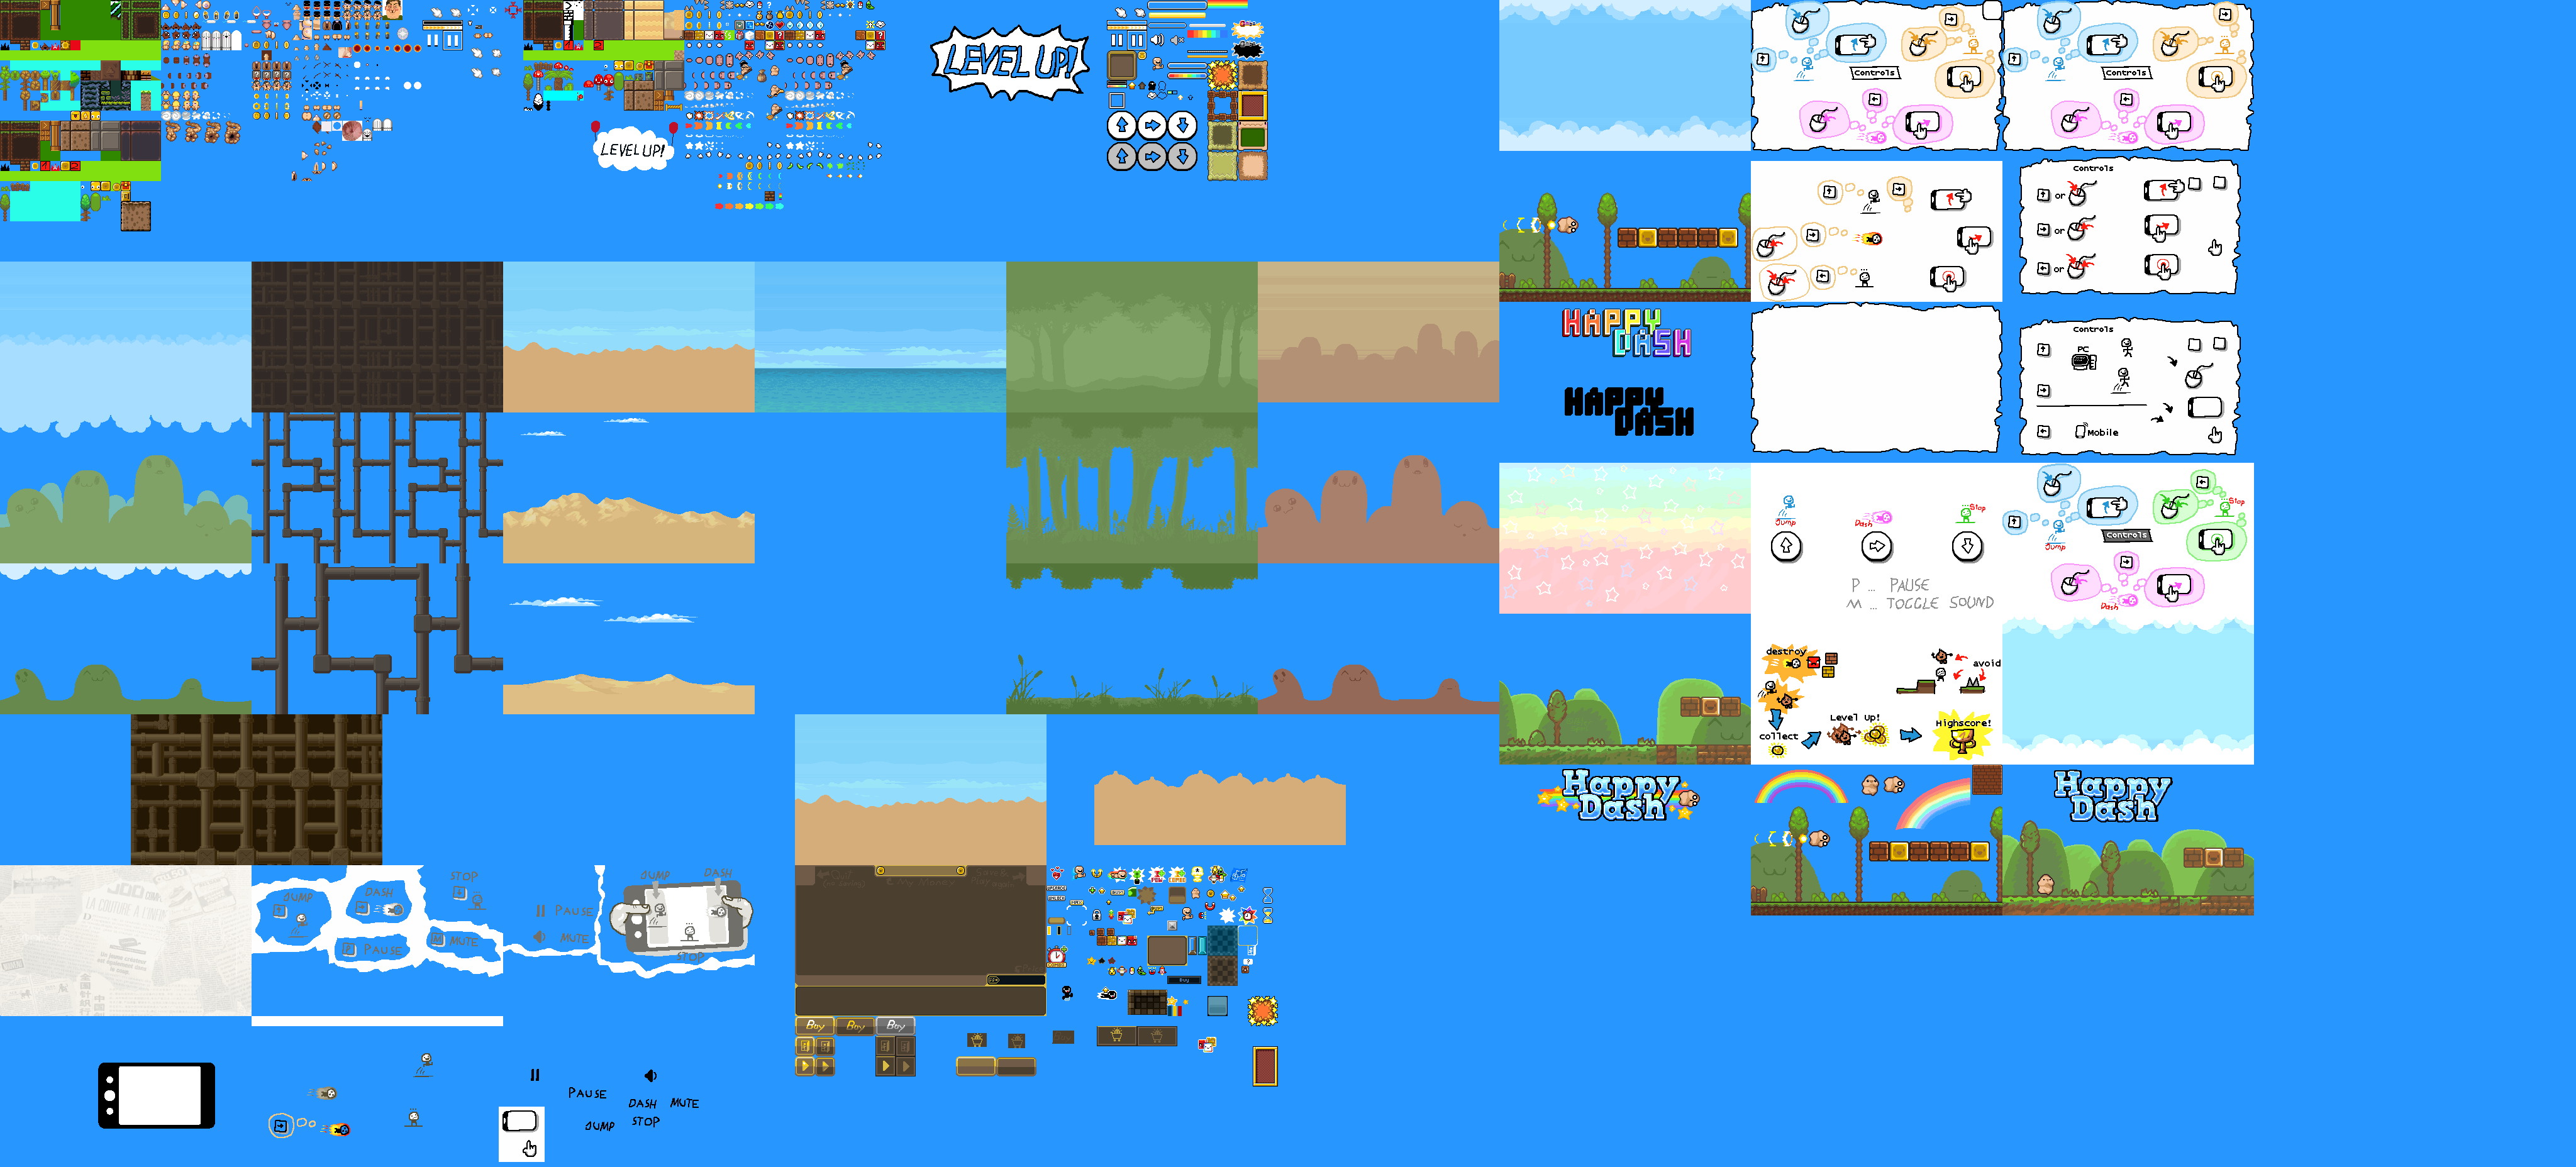 LEVEL UP!
LEVEL UP!
Controls
Controls
Controls
or
or
or
HAPPY
DASH
HAPPY
DASH
Controls
PC
Mobile
Jump
Dash
Stop
P ... PAUSE
M ... TOGGLE SOUND
Stop
Controls
Jump
Dash
destroy
avoid
Level Up!
Highscore!
collect
Happy
Dash
Happy
Dash
JUMP
DASH
STOP
PAUSE
MUTE
PAUSE
MUTE
JUMP
DASH
STOP
Buy
Buy
Buy
PAUSE
DASH
MUTE
JUMP
STOP